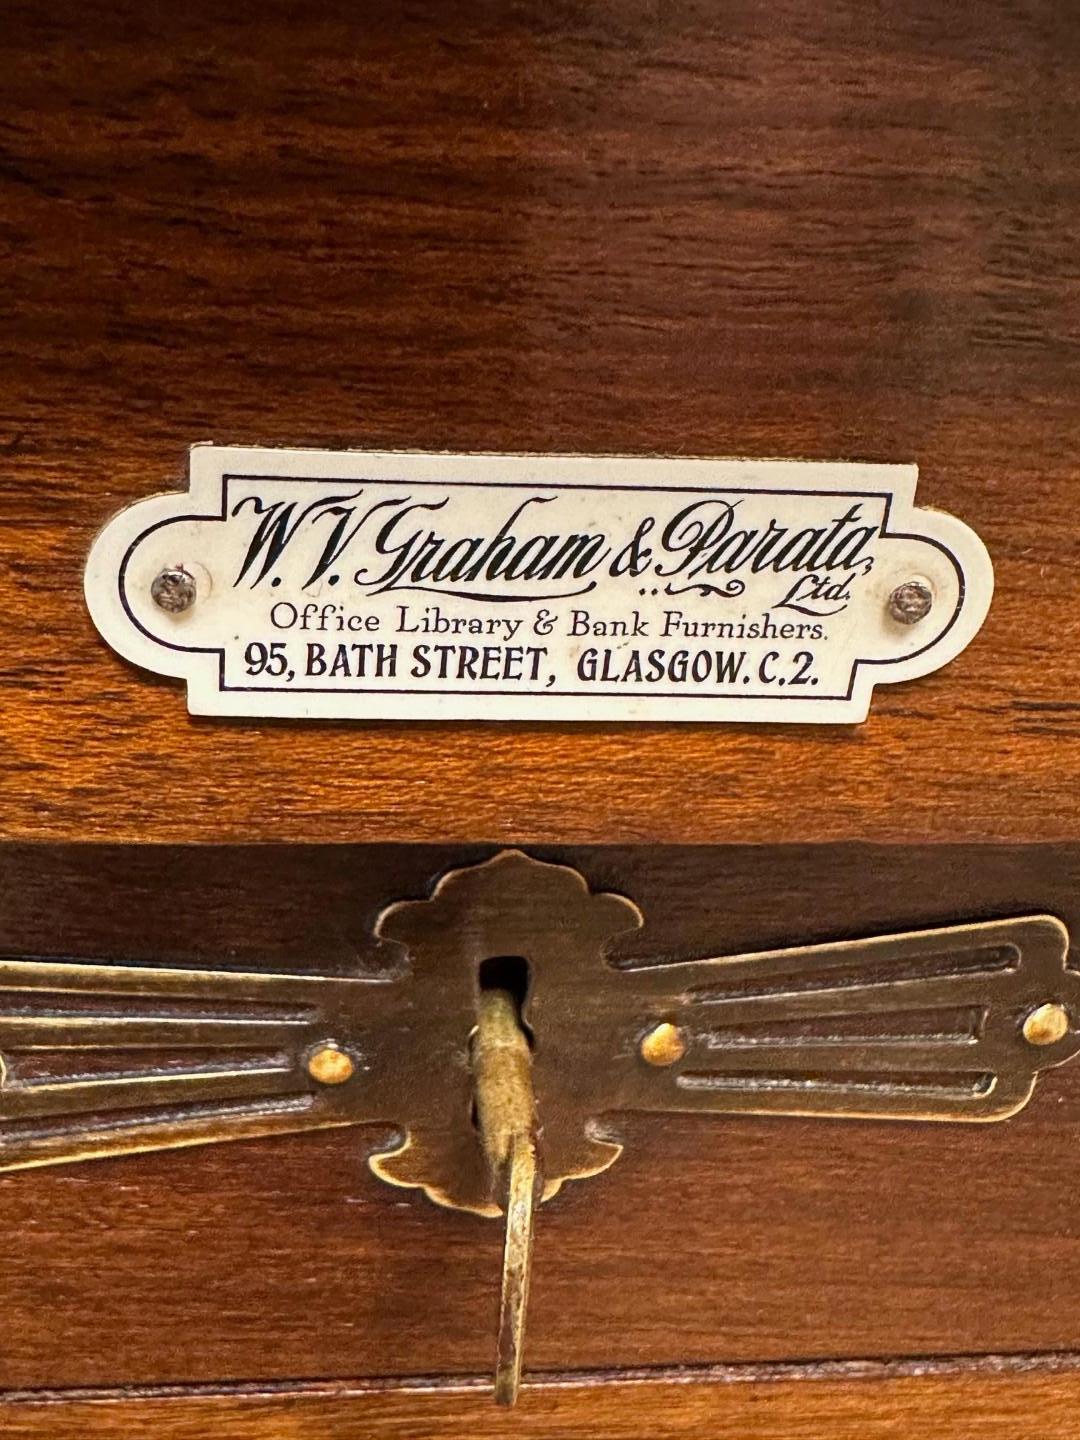 W. V. Graham & Parata, Ltd.
Office Library & Bank Furnishers.
95, BATH STREET, GLASGOW. C.2.